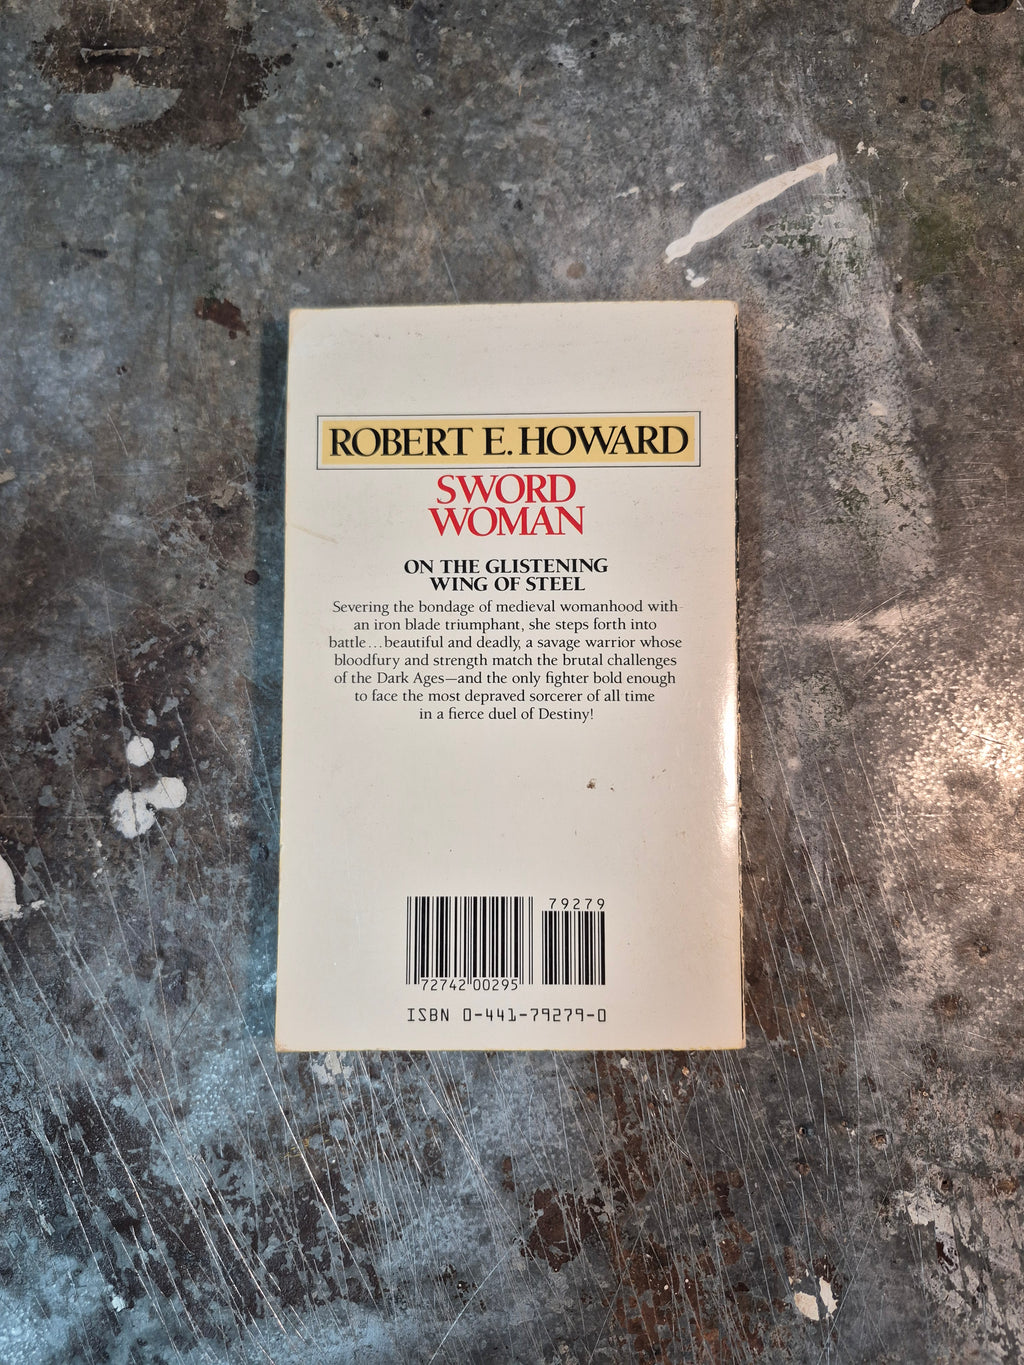 ROBERT E. HOWARD
SWORD
WOMAN
ON THE GLISTENING
WING OF STEEL
Severing the bondage of medieval womanhood with
an iron blade triumphant, she steps forth into
battle...beautiful and deadly, a savage warrior whose
bloodfury and strength match the brutal challenges
of the Dark Ages—and the only fighter bold enough
to face the most depraved sorcerer of all time
in a fierce duel of Destiny!
79279
72742 00295
ISBN 0-441-79279-0